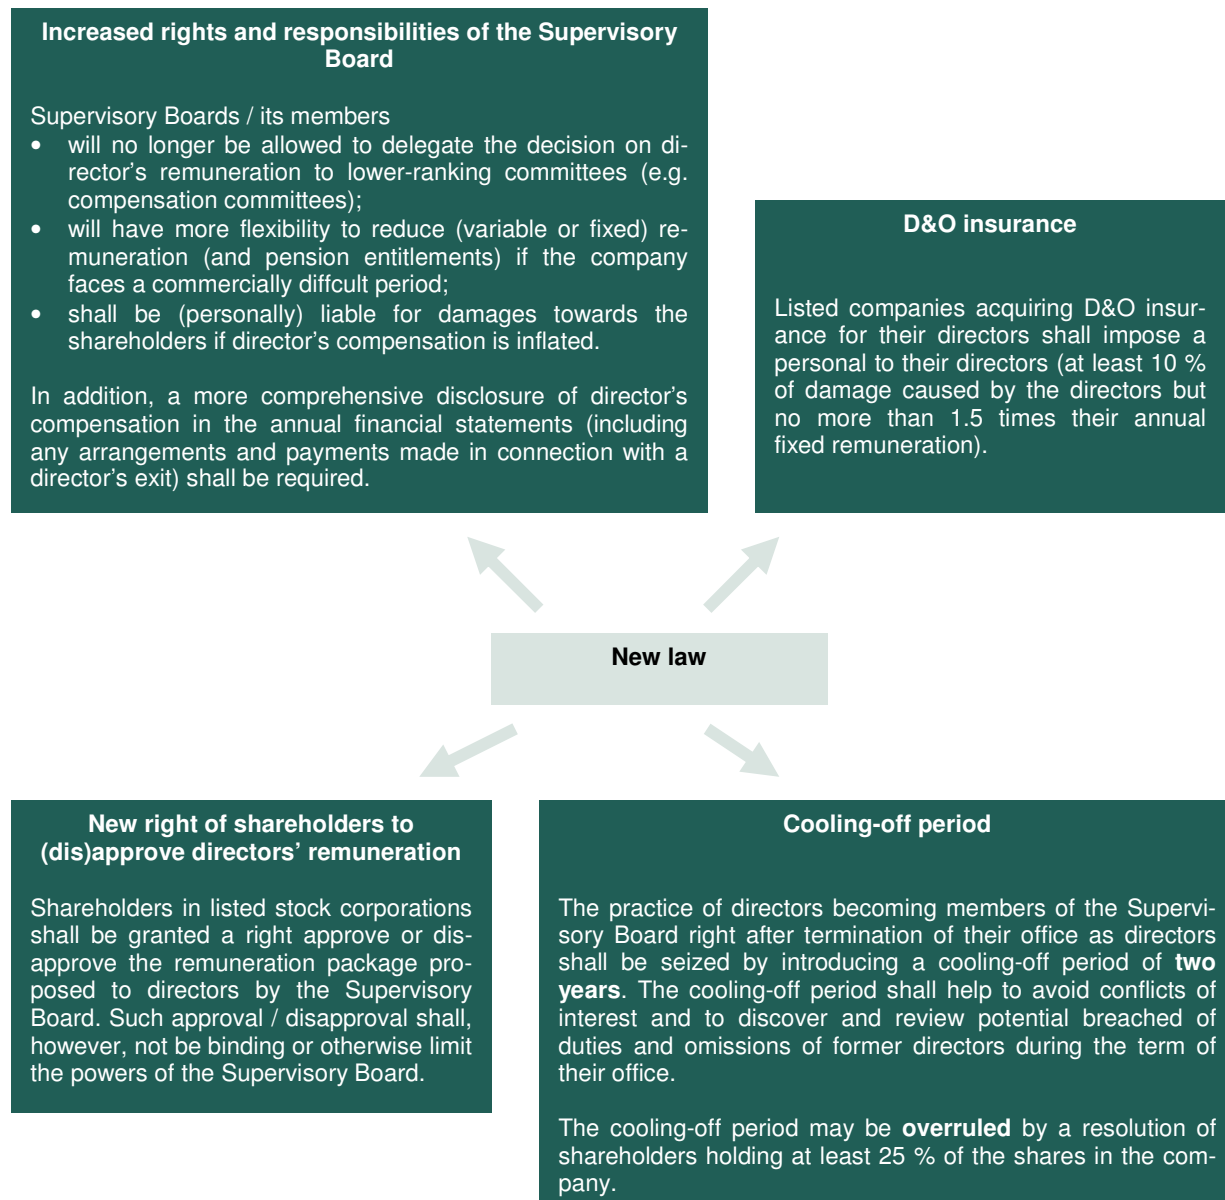 Increased rights and responsibilities of the Supervisory
Board
Supervisory Boards / its members
• will no longer be allowed to delegate the decision on di-
rector’s remuneration to lower-ranking committees (e.g.
compensation committees);
• will have more flexibility to reduce (variable or fixed) re-
muneration (and pension entitlements) if the company
faces a commercially diffcult period;
• shall be (personally) liable for damages towards the
shareholders if director’s compensation is inflated.
In addition, a more comprehensive disclosure of director’s
compensation in the annual financial statements (including
any arrangements and payments made in connection with a
director’s exit) shall be required.
D&O insurance
Listed companies acquiring D&O insur-
ance for their directors shall impose a
personal to their directors (at least 10 %
of damage caused by the directors but
no more than 1.5 times their annual
fixed remuneration).
New law
New right of shareholders to
(dis)approve directors’ remuneration
Shareholders in listed stock corporations
shall be granted a right approve or dis-
approve the remuneration package pro-
posed to directors by the Supervisory
Board. Such approval / disapproval shall,
however, not be binding or otherwise limit
the powers of the Supervisory Board.
Cooling-off period
The practice of directors becoming members of the Supervi-
sory Board right after termination of their office as directors
shall be seized by introducing a cooling-off period of two
years. The cooling-off period shall help to avoid conflicts of
interest and to discover and review potential breached of
duties and omissions of former directors during the term of
their office.
The cooling-off period may be overruled by a resolution of
shareholders holding at least 25 % of the shares in the com-
pany.